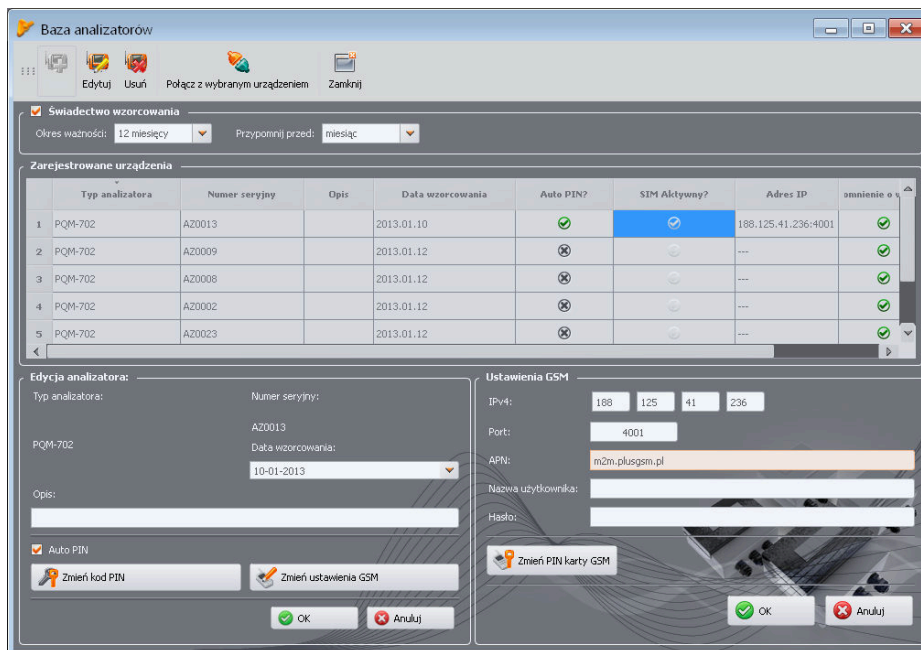 Baza analizatorów
Edytuj Usuń Połącz z wybranym urządzeniem Zamknij
Świadectwo wzorcowania
Okres ważności: 12 miesięcy Przypomnij przed: miesiąc
Zarejestrowane urządzenia
Typ analizatora Numer seryjny Opis Data wzorcowania Auto PIN? SIM Aktywny? Adres IP omnienie o w
1 PQM-702 AZ0013 2013.01.10 188.125.41.236:4001
2 PQM-702 AZ0009 2013.01.12 ---
3 PQM-702 AZ0008 2013.01.12 ---
4 PQM-702 AZ0002 2013.01.12 ---
5 PQM-702 AZ0023 2013.01.12 ---
Edycja analizatora:
Typ analizatora: Numer seryjny:
AZ0013
PQM-702
Data wzorcowania:
10-01-2013
Opis:
Auto PIN
Zmień kod PIN Zmień ustawienia GSM
OK Anuluj
Ustawienia GSM
IPv4: 188 125 41 236
Port: 4001
APN: m2m.plusgsm.pl
Nazwa użytkownika:
Hasło:
Zmień PIN karty GSM
OK Anuluj